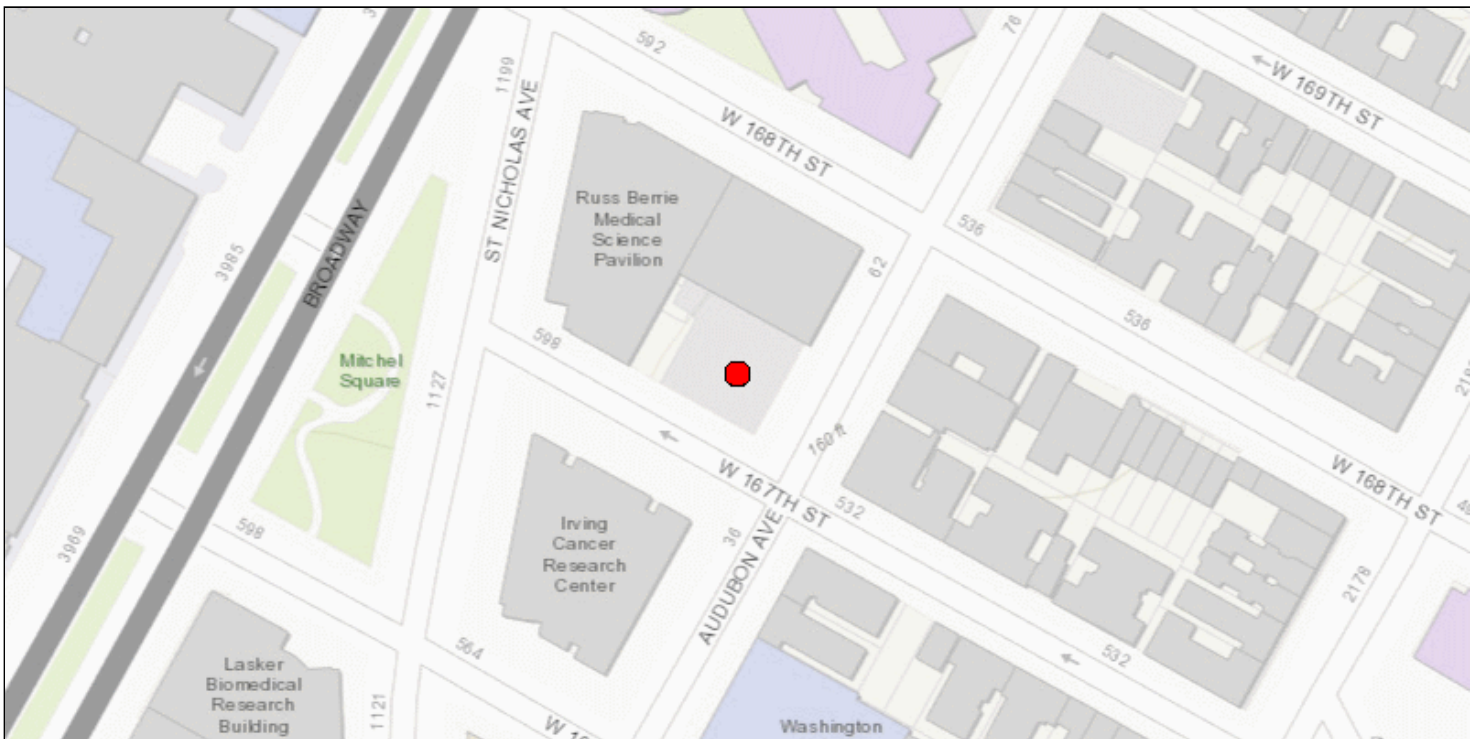 592
76
W 169TH ST
1199
ST NICHOLAS AVE
W 168TH ST
Russ Berrie
Medical
Science
Pavilion
536
3985
BROADWAY
62
536
598
Mitchel
Square
1127
160 ft
W 168TH ST
W 167TH ST
532
598
3969
Irving
Cancer
Research
Center
36
AUDUBON AVE
2178
532
564
Lasker
Biomedical
Research
Building
1121
Washington